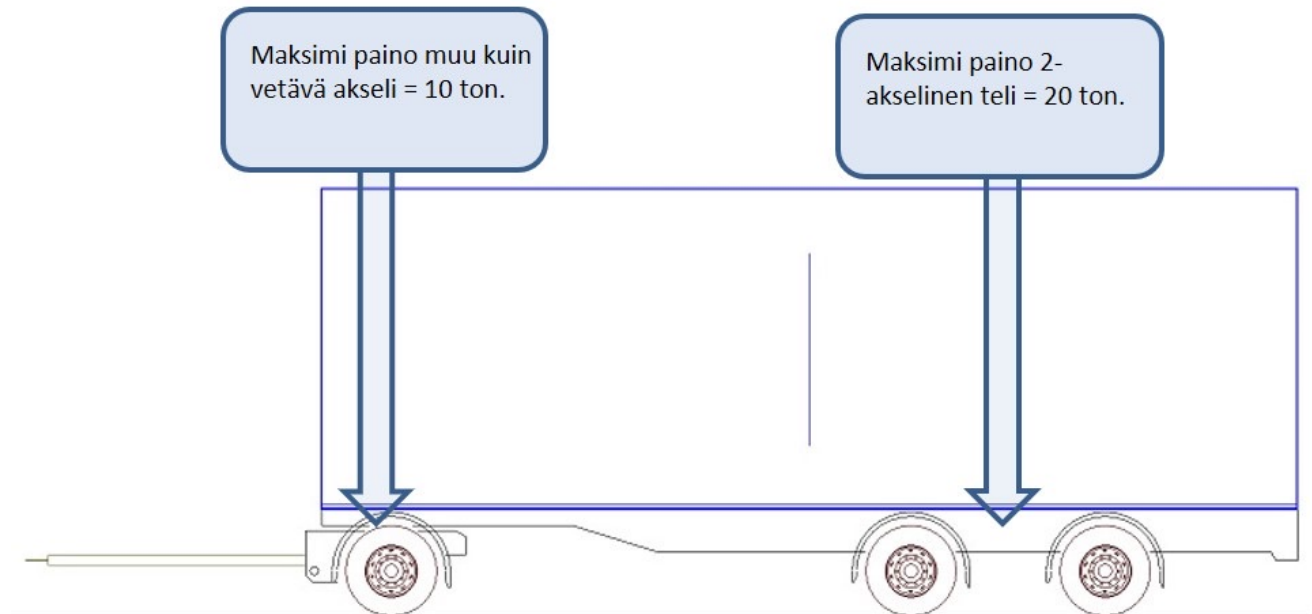 Maksimi paino muu kuin
vetävä akseli = 10 ton.
Maksimi paino 2-
akselinen teli = 20 ton.